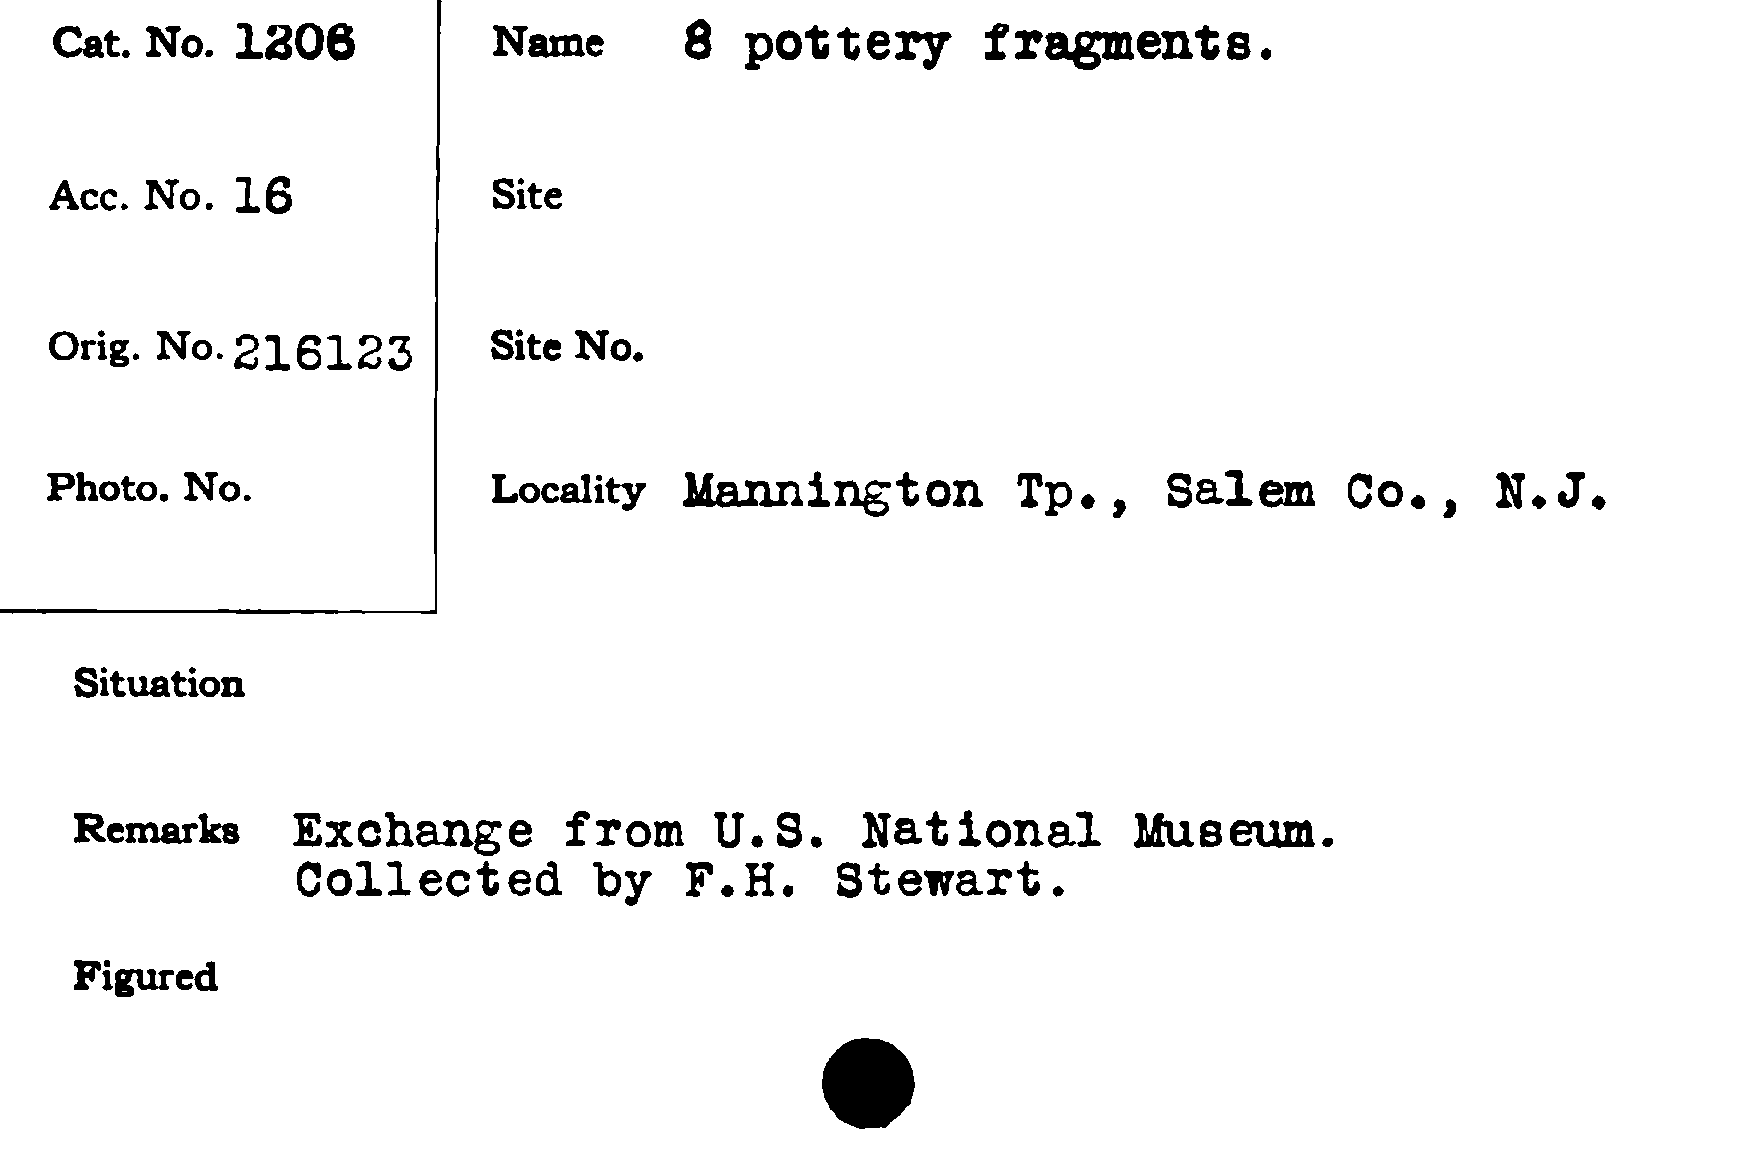 Cat. No. 1206
Name 8 pottery fragments.
Acc. No. 16
Site
Orig. No. 216123
Site No.
Photo. No.
Locality Mannington Tp., Salem Co., N.J.
Situation
Remarks Exchange from U.S. National Museum.
Collected by F.H. Stewart.
Figured